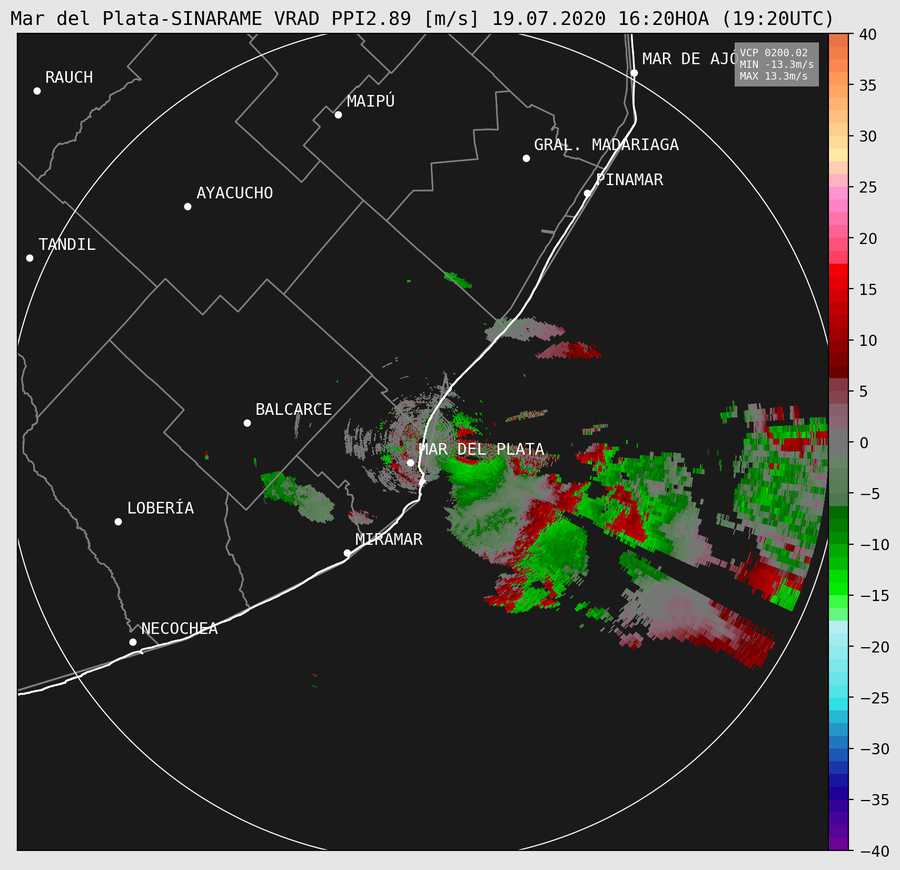 Mar del Plata-SINARAME VRAD PPI2.89 [m/s] 19.07.2020 16:20HOA (19:20UTC)
VCP 0200.02
MIN -13.3m/s
MAX 13.3m/s
MAR DE AJÓ
RAUCH
MAIPÚ
GRAL. MADARIAGA
PINAMAR
AYACUCHO
TANDIL
BALCARCE
MAR DEL PLATA
LOBERÍA
MIRAMAR
NECOCHEA
40
35
30
25
20
15
10
5
0
−5
−10
−15
−20
−25
−30
−35
−40